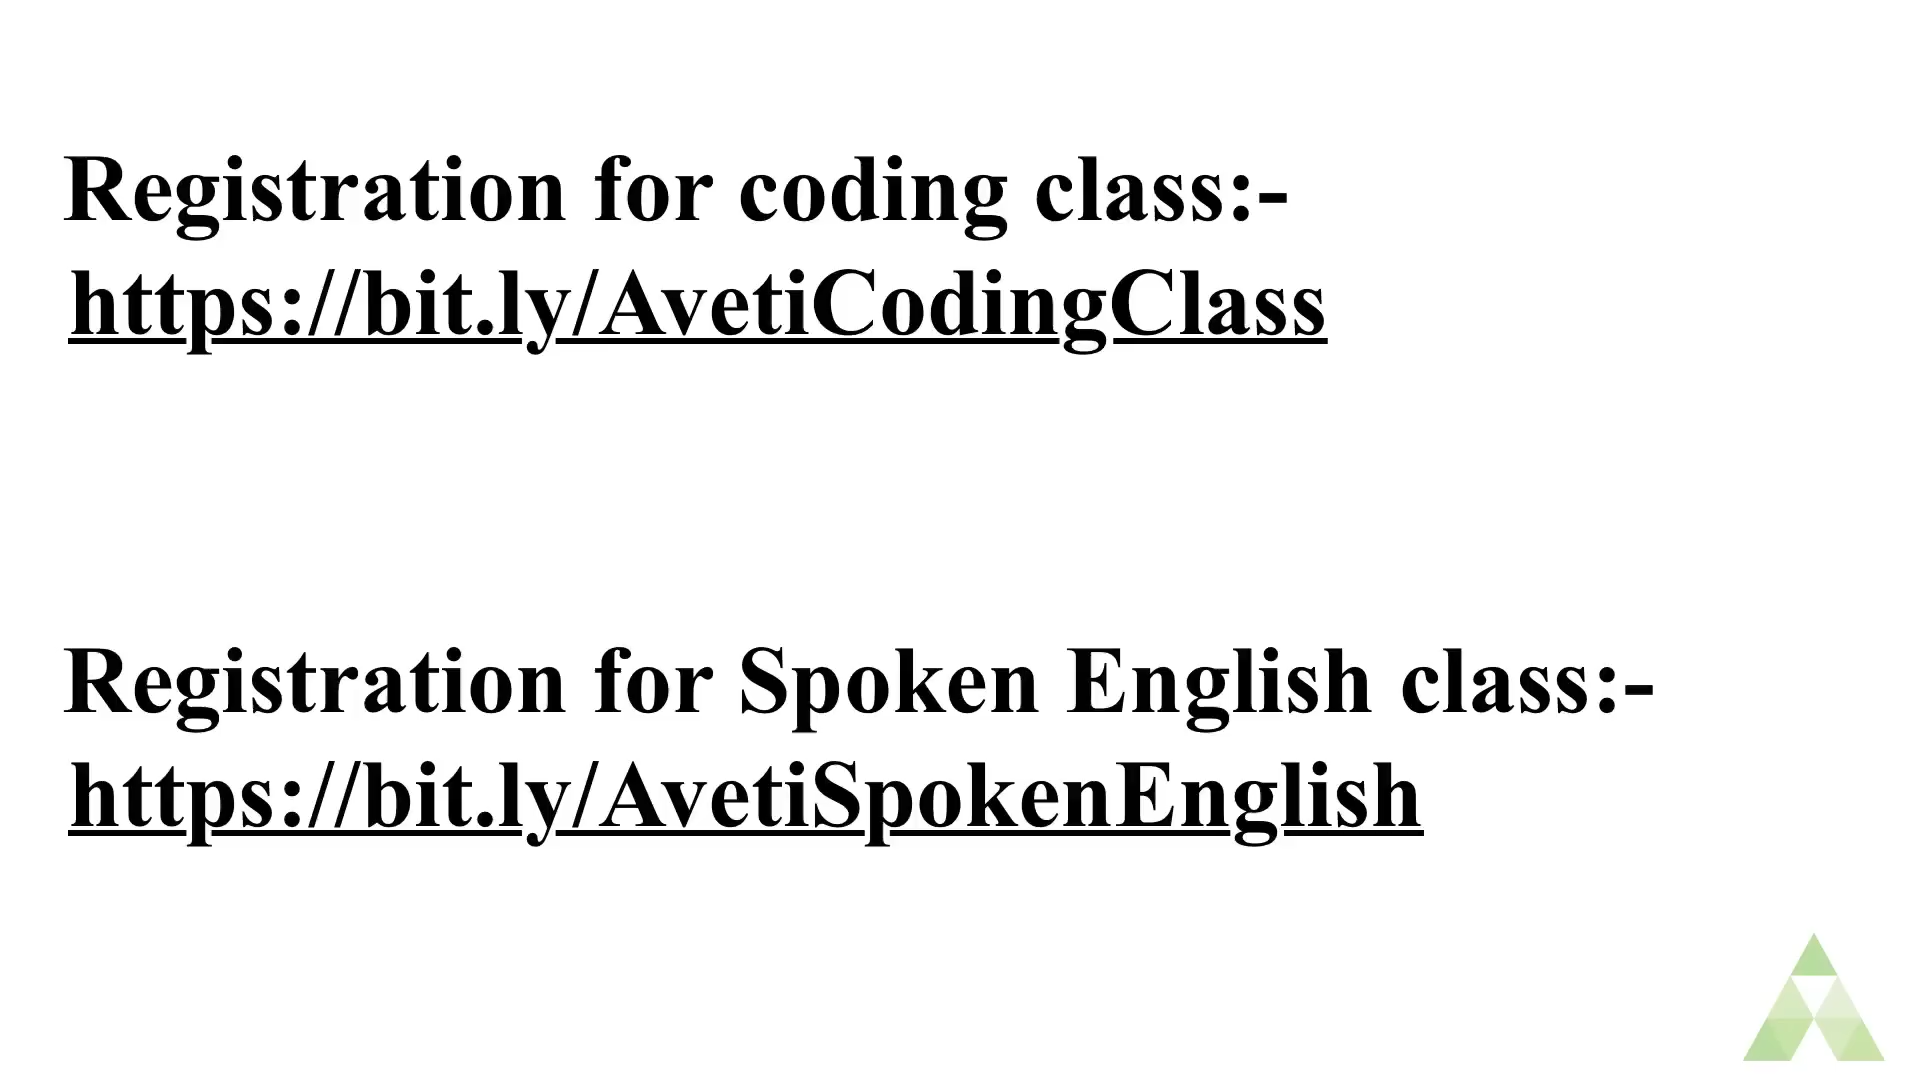 Registration for coding class:-
https://bit.ly/AvetiCodingClass
Registration for Spoken English class:-
https://bit.ly/AvetiSpokenEnglish